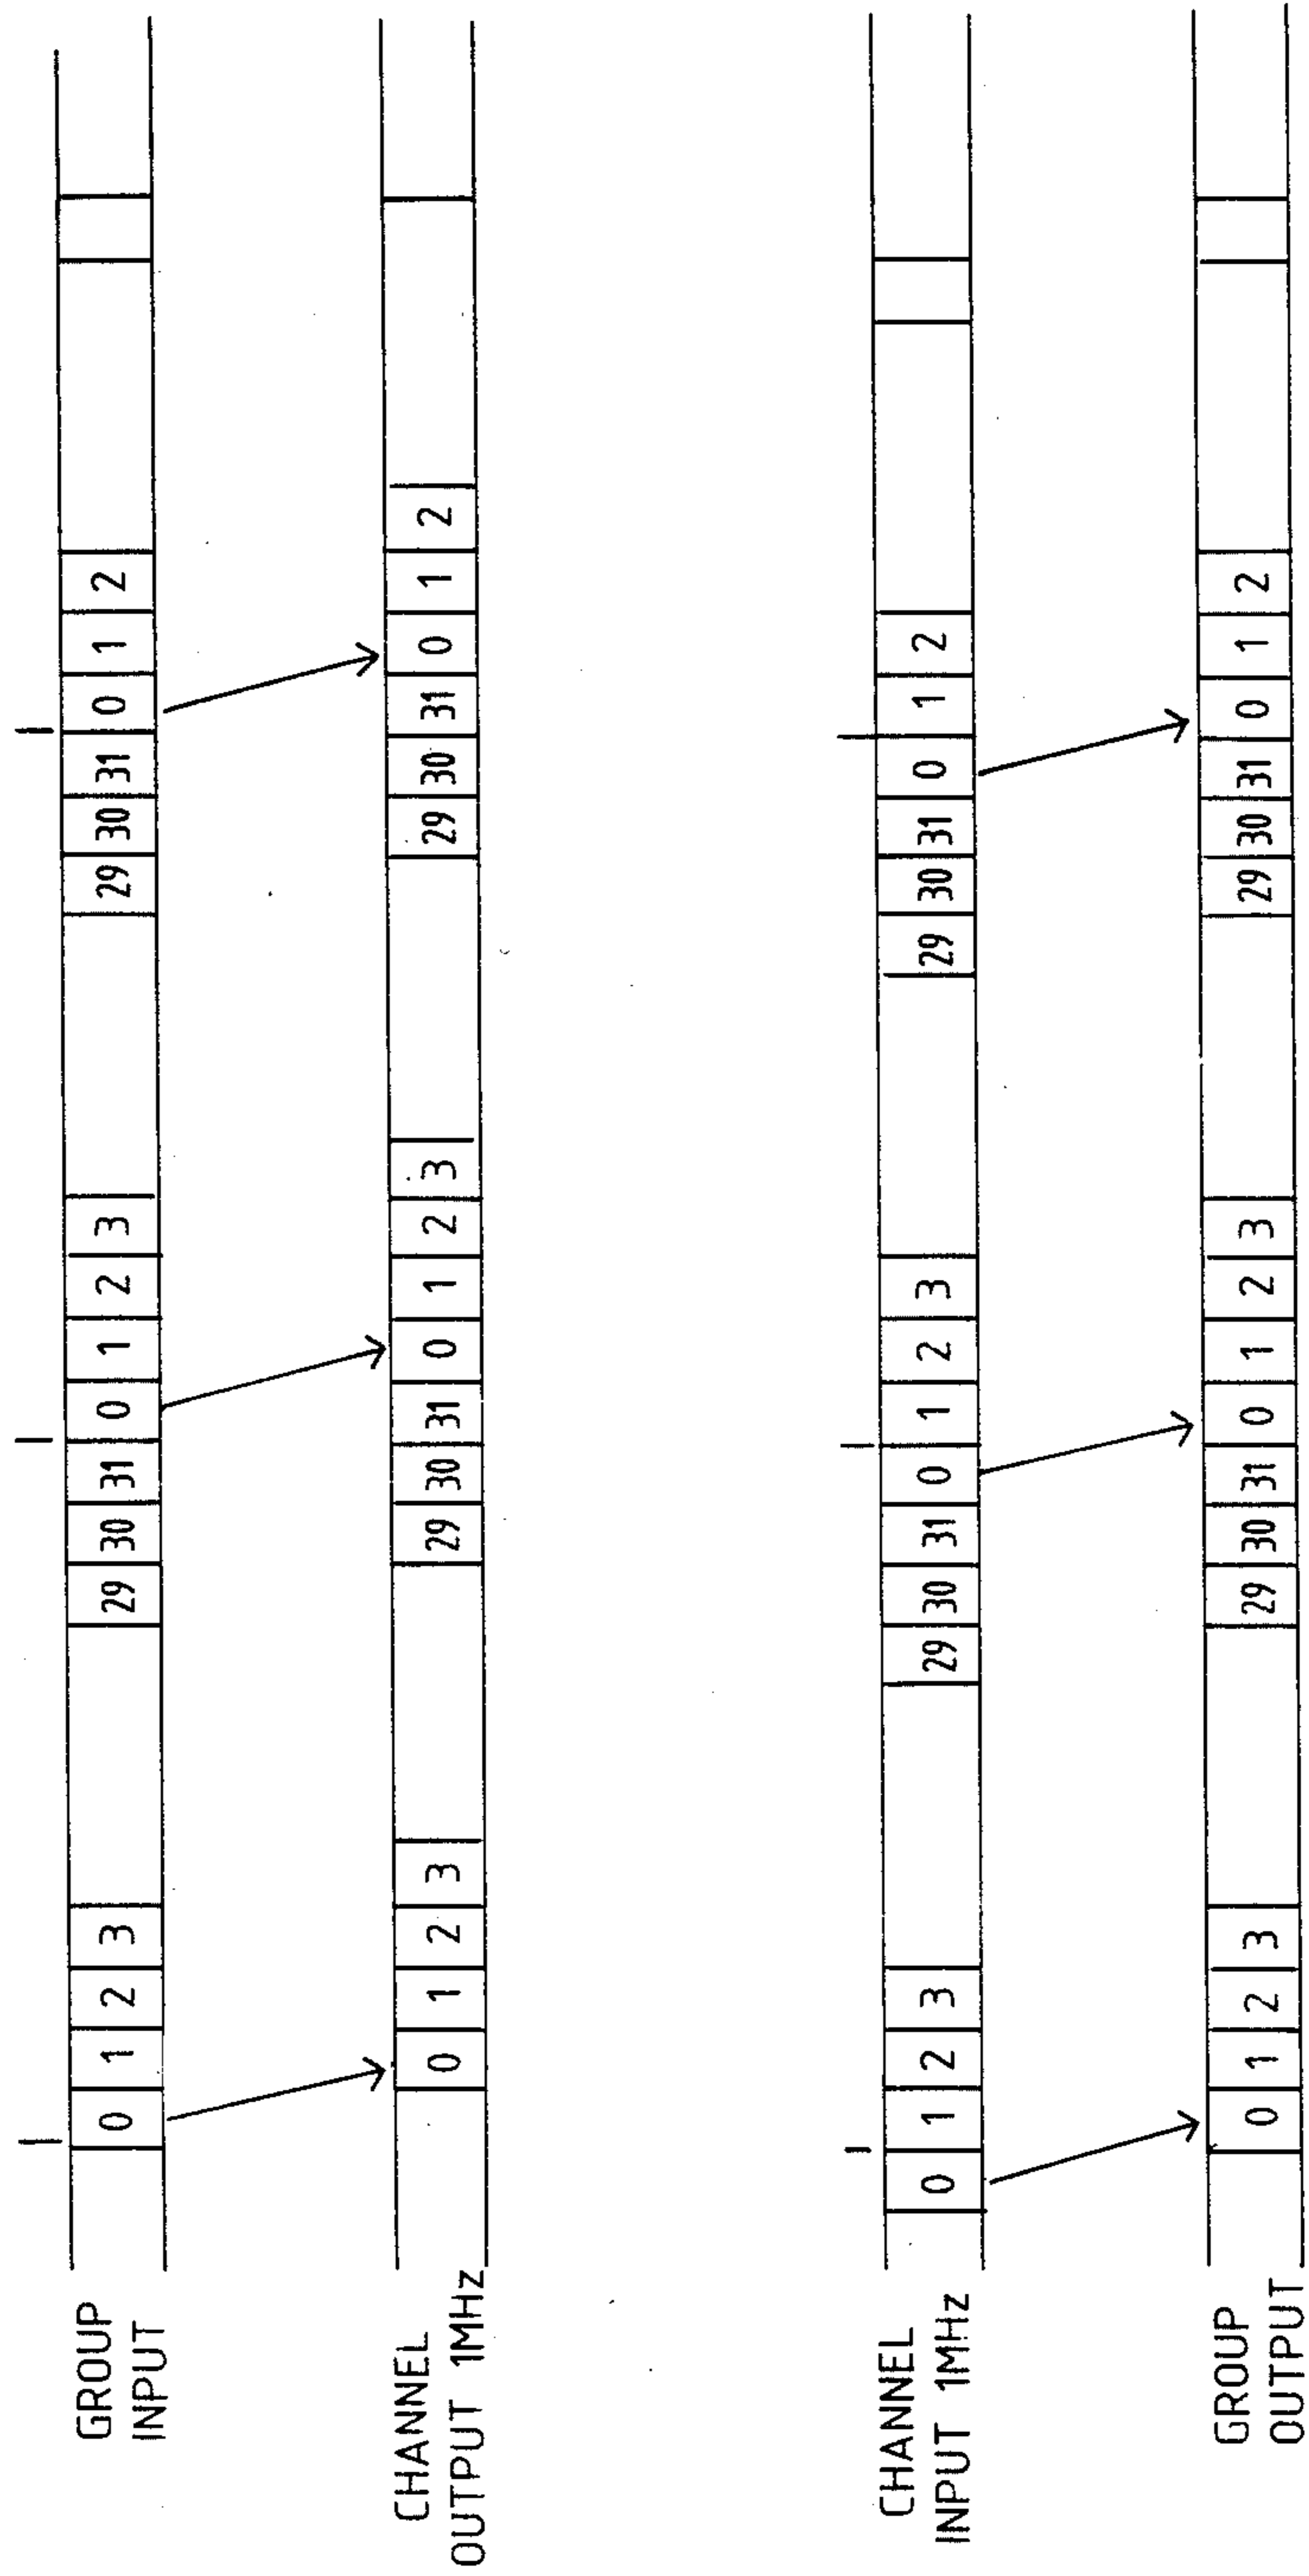 GROUP
INPUT
0 1 2 3 29 30 31 0 1 2 3 29 30 31 0 1 2
CHANNEL
OUTPUT 1MHz
0 1 2 3 29 30 31 0 1 2 3 29 30 31 0 1 2
CHANNEL
INPUT 1MHz
0 1 2 3 29 30 31 0 1 2 3 29 30 31 0 1 2
GROUP
OUTPUT
0 1 2 3 29 30 31 0 1 2 3 29 30 31 0 1 2